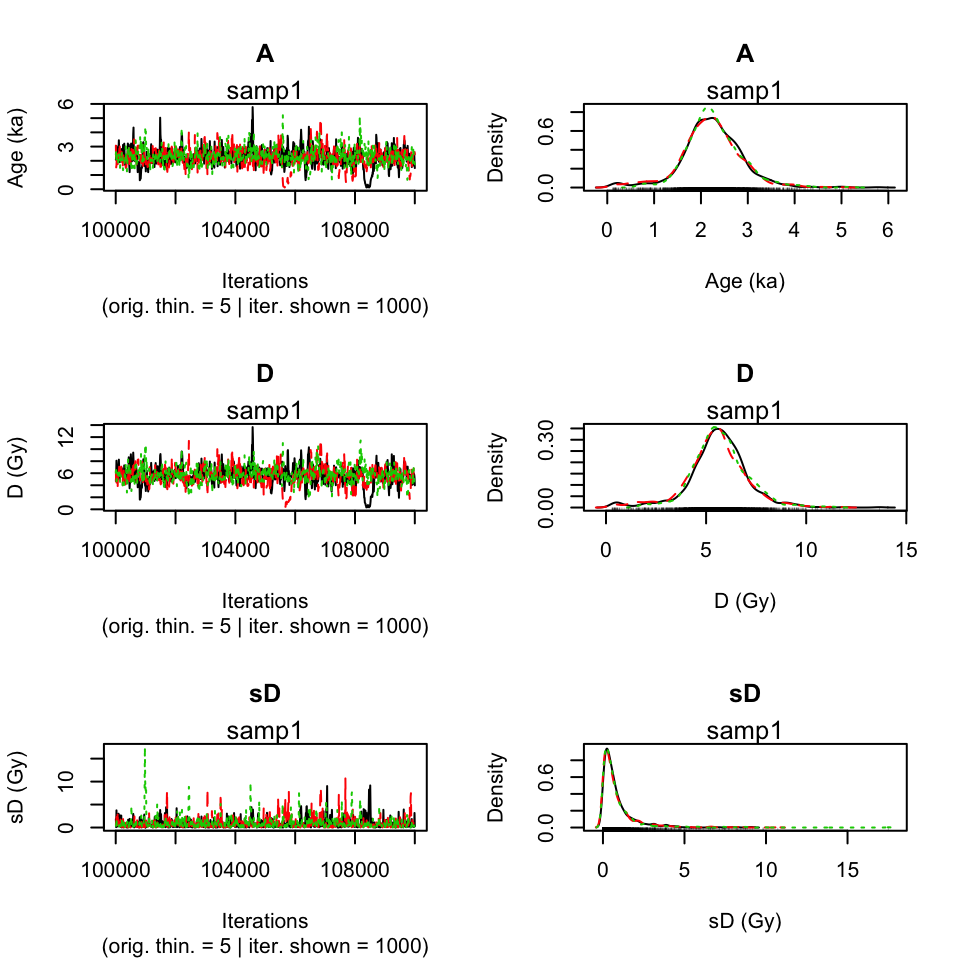 A
samp1
Age (ka)
0 3 6
100000 104000 108000
Iterations
(orig. thin. = 5 | iter. shown = 1000)
A
samp1
Density
0.0 0.6
0 1 2 3 4 5 6
Age (ka)
D
samp1
D (Gy)
0 6 12
100000 104000 108000
Iterations
(orig. thin. = 5 | iter. shown = 1000)
D
samp1
Density
0.00 0.30
0 5 10 15
D (Gy)
sD
samp1
sD (Gy)
0 10
100000 104000 108000
Iterations
(orig. thin. = 5 | iter. shown = 1000)
sD
samp1
Density
0.0 0.6
0 5 10 15
sD (Gy)